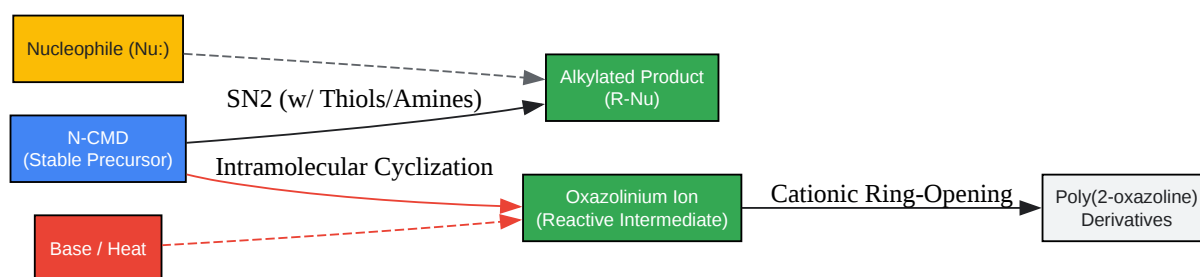 Nucleophile (Nu:)
Alkylated Product
(R-Nu)
SN2 (w/ Thiols/Amines)
N-CMD
(Stable Precursor)
Intramolecular Cyclization
Oxazolinium Ion
(Reactive Intermediate)
Cationic Ring-Opening
Poly(2-oxazoline)
Derivatives
Base / Heat